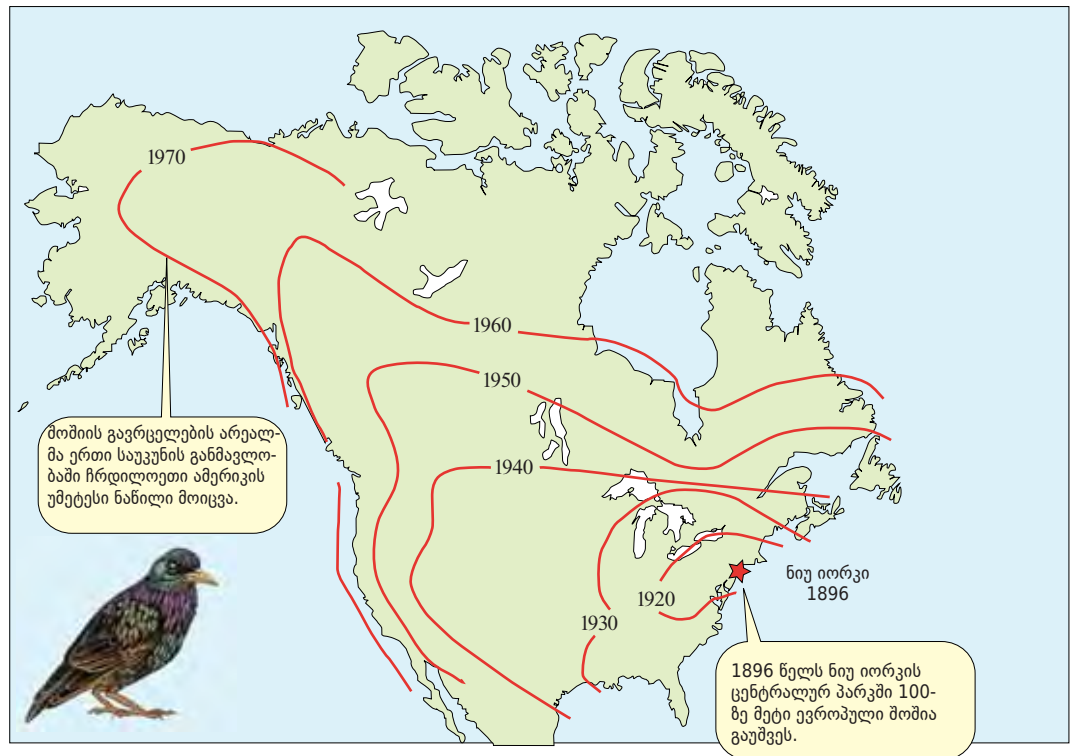 1970
1960
1950
1940
1930
1920
ნიუ იორკი
1896
შოშიის გავრცელების არეალ-
მა ერთი საუკუნის განმავლო-
ბაში ჩრდილოეთი ამერიკის
უმეტესი ნაწილი მოიცვა.
1896 წელს ნიუ იორკის
ცენტრალურ პარკში 100-
ზე მეტი ევროპული შოშია
გაუშვეს.